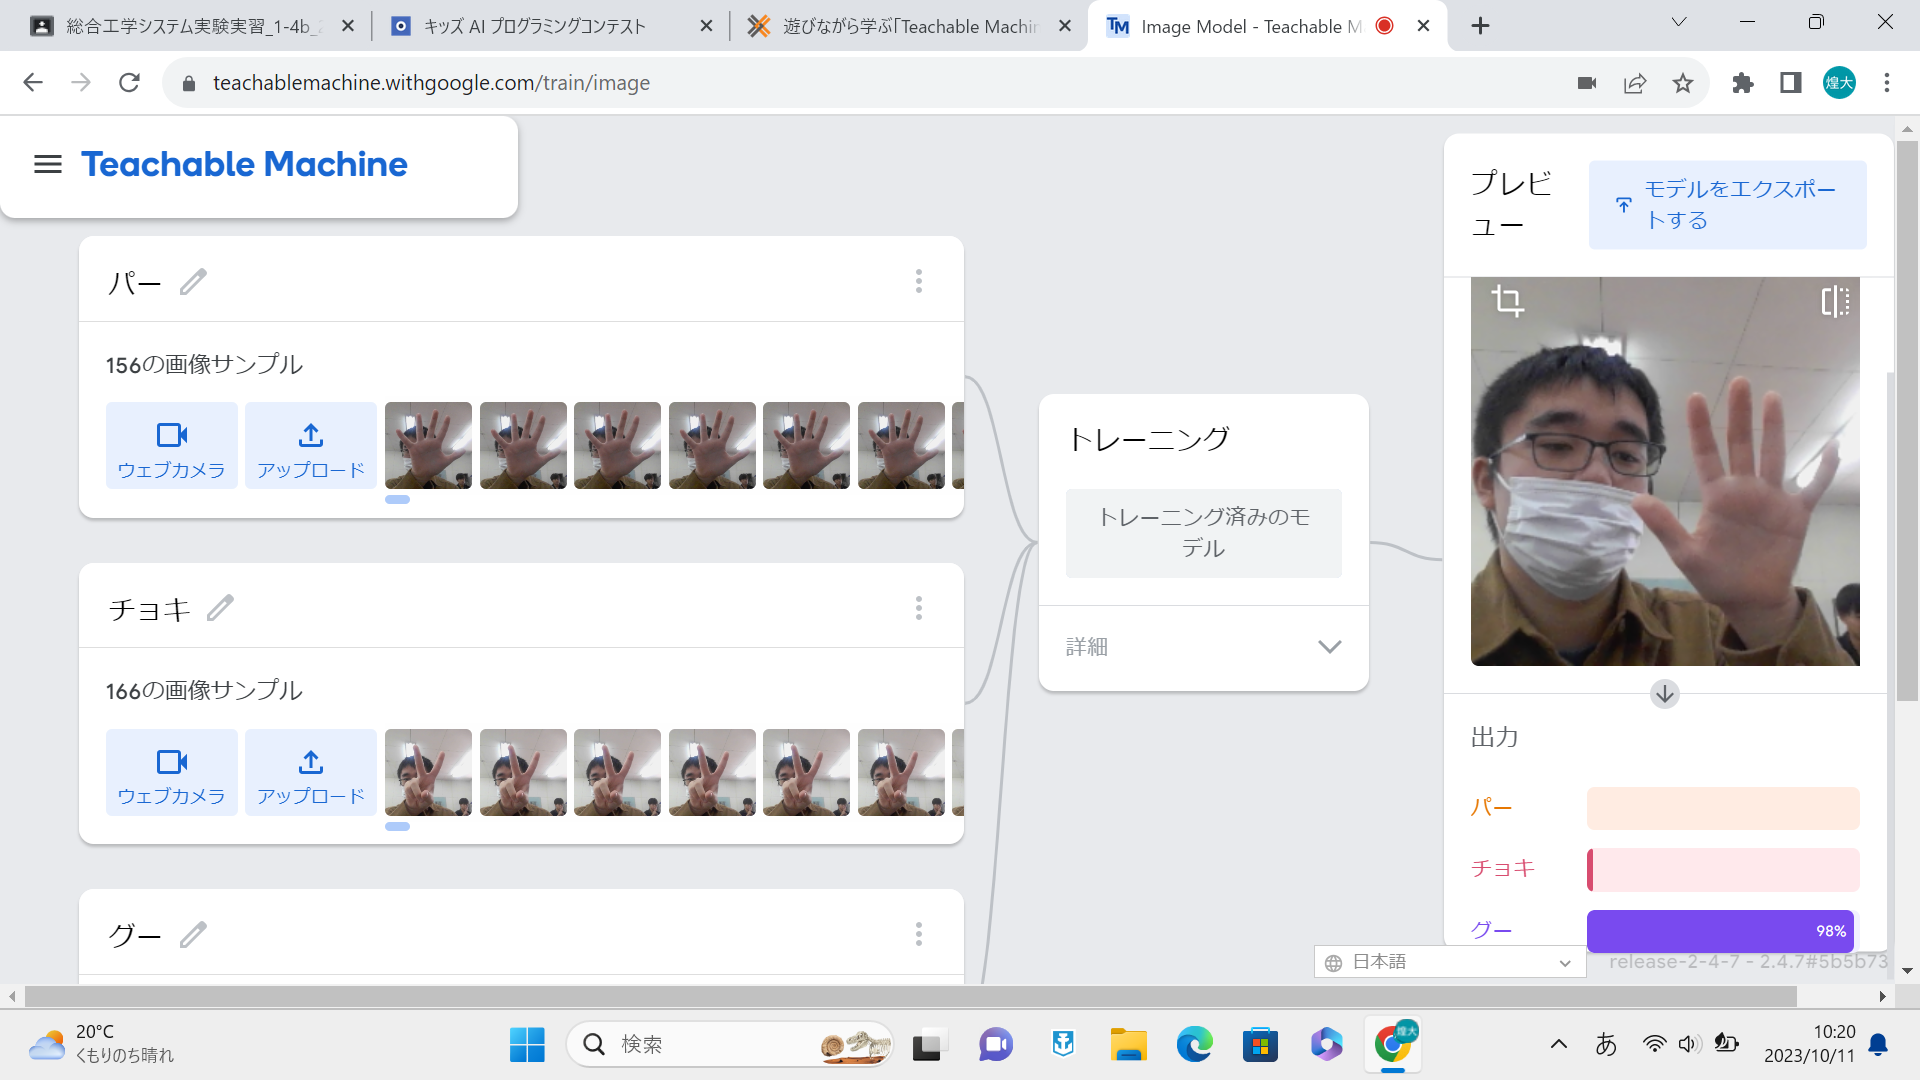 総合工学システム実験実習_1-4b_2
キッズ AI プログラミングコンテスト
遊びながら学ぶ「Teachable Machin
Image Model - Teachable M
teachablemachine.withgoogle.com/train/image
煌大
Teachable Machine
プレビ
ュー
モデルをエクスポー
トする
パー
156の画像サンプル
ウェブカメラ
アップロード
トレーニング
トレーニング済みのモ
デル
詳細
チョキ
166の画像サンプル
ウェブカメラ
アップロード
出力
パー
チョキ
グー
98%
グー
日本語
release-2-4-7 - 2.4.7#5b5b73
20°C
くもりのち晴れ
検索
煌大
あ
10:20
2023/10/11